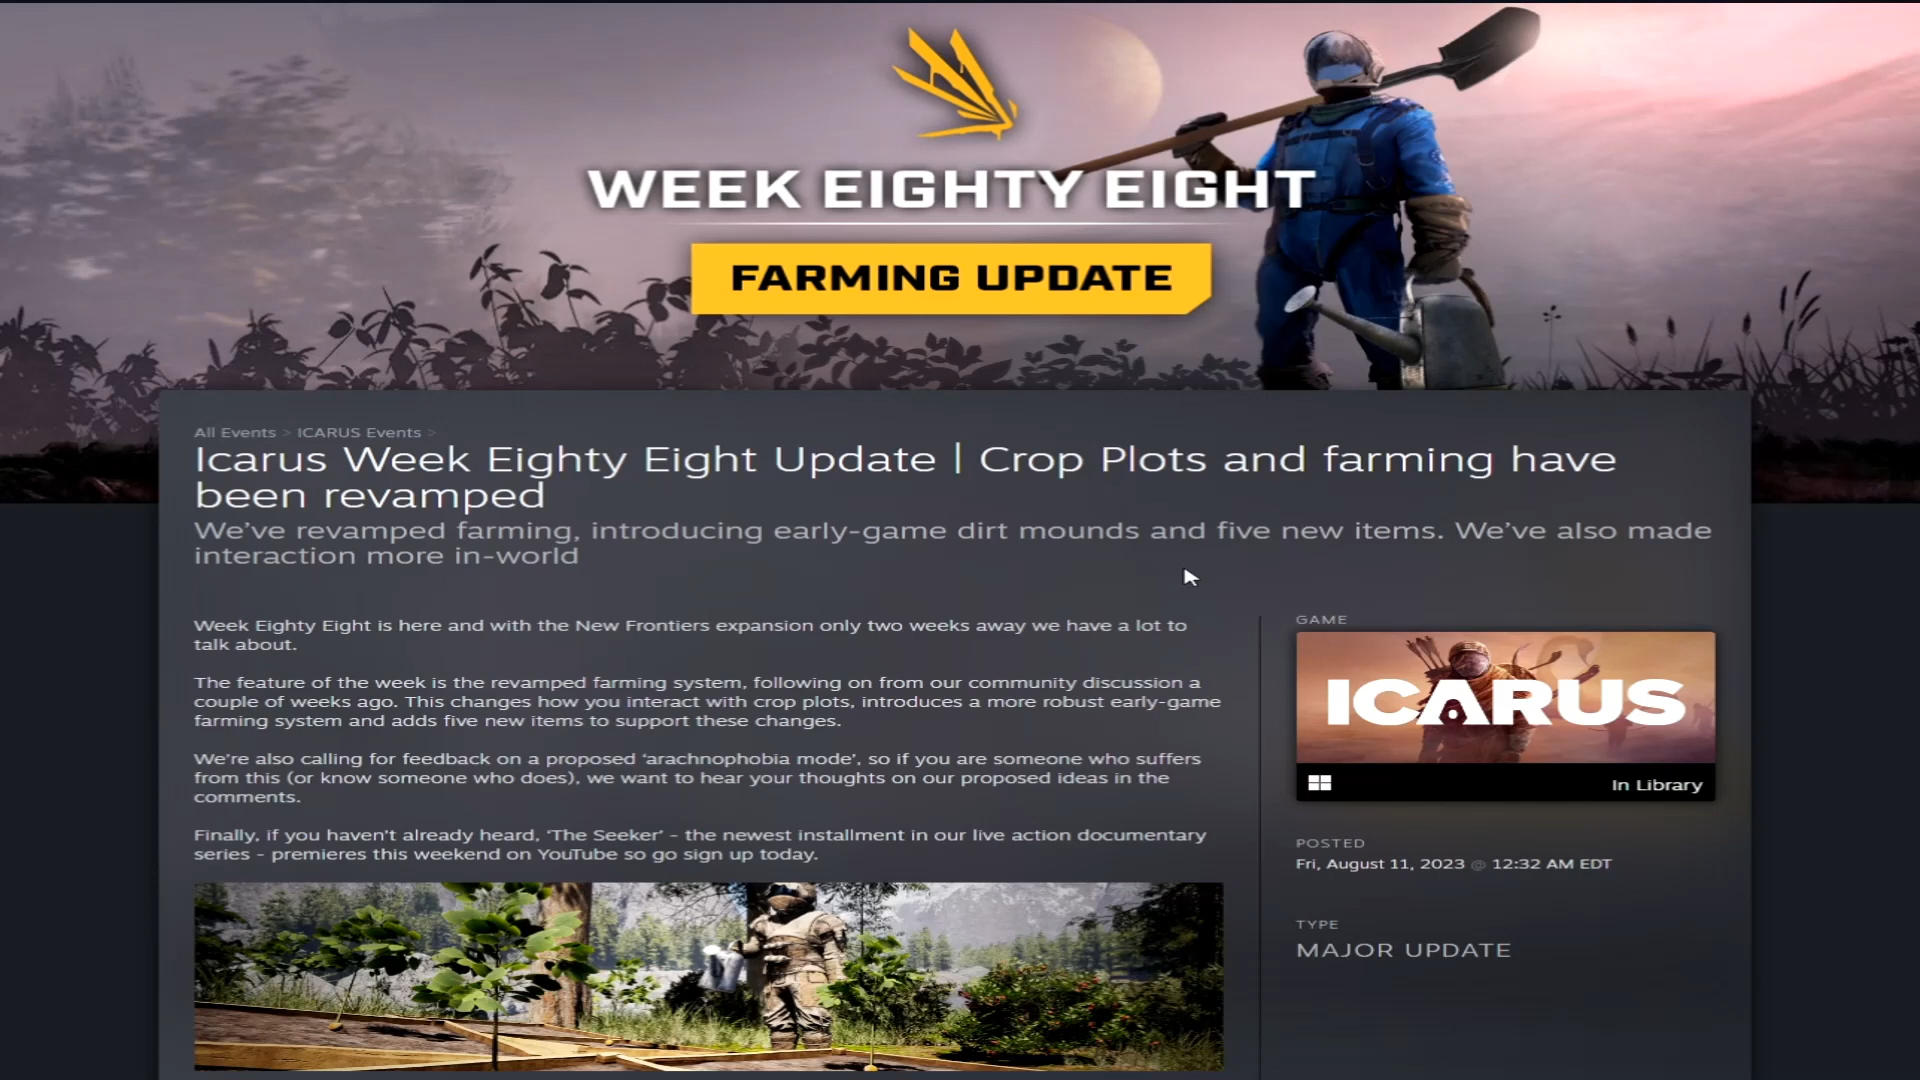 WEEK EIGHTY EIGHT
FARMING UPDATE
All Events > ICARUS Events >
Icarus Week Eighty Eight Update | Crop Plots and farming have
been revamped
We've revamped farming, introducing early-game dirt mounds and five new items. We've also made
interaction more in-world
Week Eighty Eight is here and with the New Frontiers expansion only two weeks away we have a lot to
talk about.
The feature of the week is the revamped farming system, following on from our community discussion a
couple of weeks ago. This changes how you interact with crop plots, introduces a more robust early-game
farming system and adds five new items to support these changes.
We're also calling for feedback on a proposed 'arachnophobia mode', so if you are someone who suffers
from this (or know someone who does), we want to hear your thoughts on our proposed ideas in the
comments.
Finally, if you haven't already heard, 'The Seeker' - the newest installment in our live action documentary
series - premieres this weekend on YouTube so go sign up today.
GAME
ICARUS
In Library
POSTED
Fri, August 11, 2023 @ 12:32 AM EDT
TYPE
MAJOR UPDATE